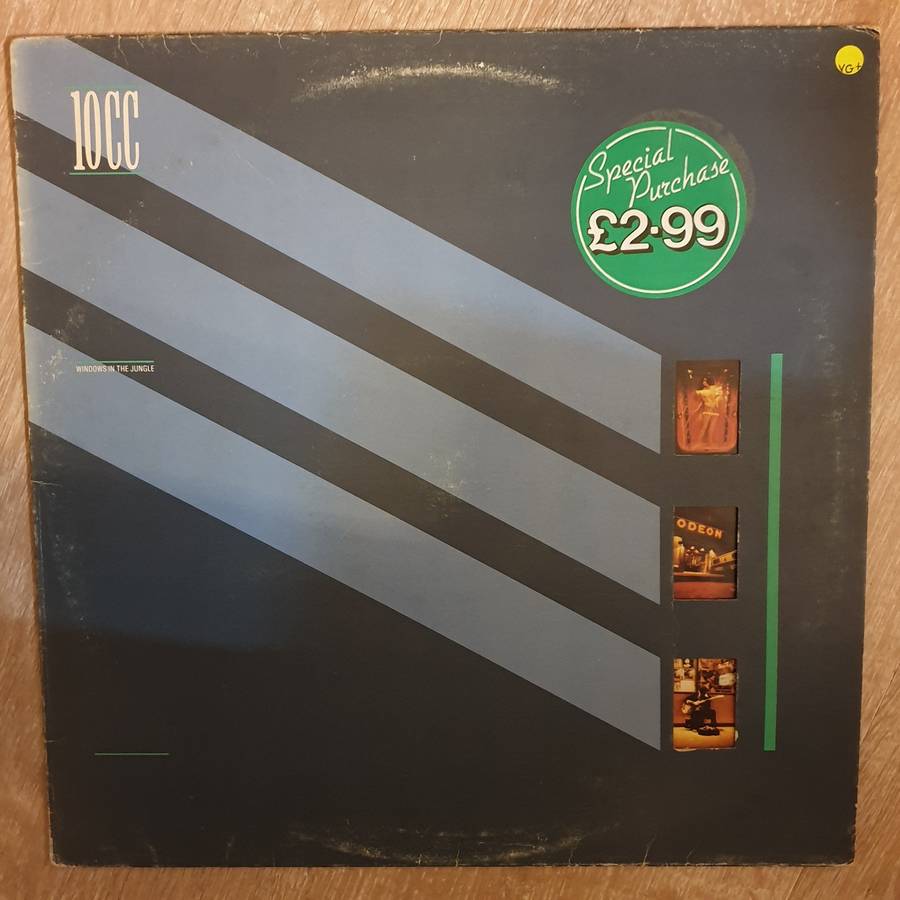 10CC
VG+
Special
Purchase
£2·99
WINDOWS IN THE JUNGLE
ODEON